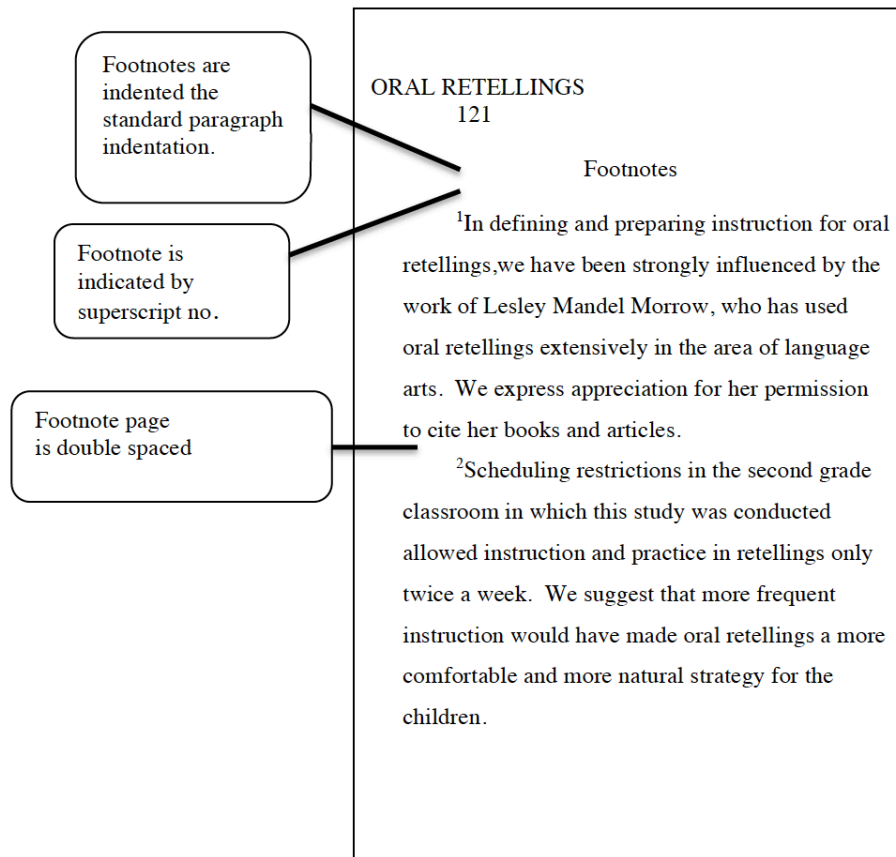 Footnotes are
indented the
standard paragraph
indentation.
Footnote is
indicated by
superscript no.
Footnote page
is double spaced
ORAL RETELLINGS
121
Footnotes
¹In defining and preparing instruction for oral
retellings,we have been strongly influenced by the
work of Lesley Mandel Morrow, who has used
oral retellings extensively in the area of language
arts.  We express appreciation for her permission
to cite her books and articles.
²Scheduling restrictions in the second grade
classroom in which this study was conducted
allowed instruction and practice in retellings only
twice a week.  We suggest that more frequent
instruction would have made oral retellings a more
comfortable and more natural strategy for the
children.